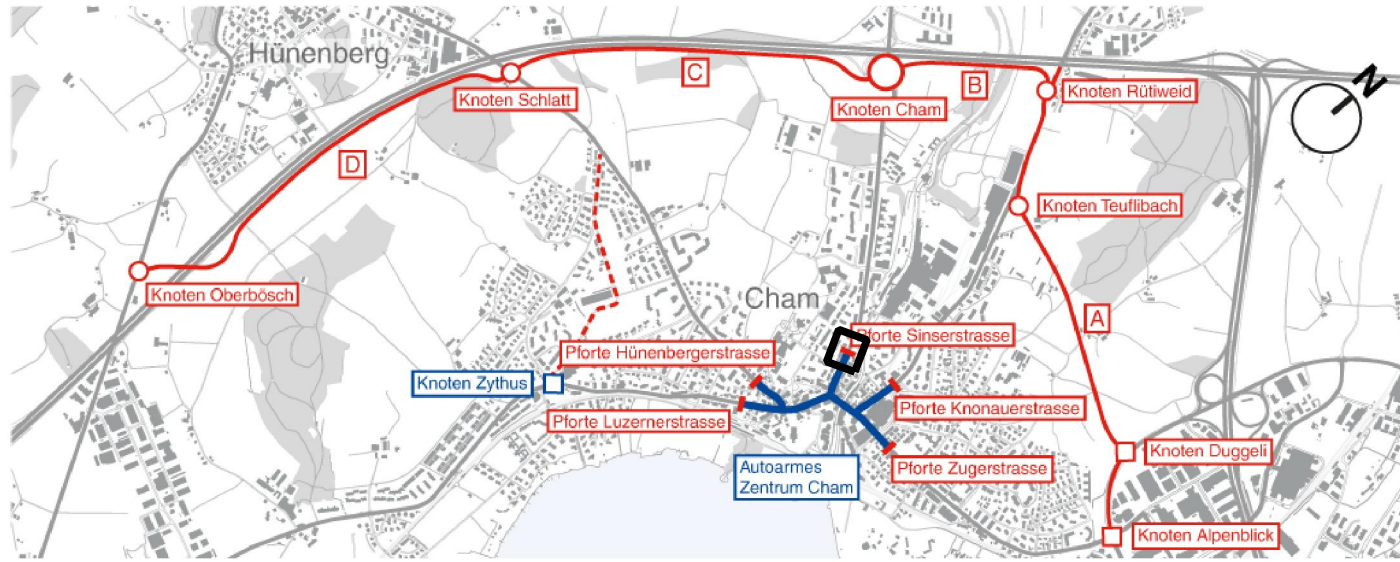 Hünenberg
N
C
B
Knoten Schlatt
Knoten Cham
Knoten Rütiweid
D
Knoten Teuflibach
Knoten Oberbösch
Cham
A
Pforte Sinserstrasse
Pforte Hünenbergerstrasse
Knoten Zythus
Pforte Knonauerstrasse
Pforte Luzernerstrasse
Knoten Duggeli
Autoarmes
Zentrum Cham
Pforte Zugerstrasse
Knoten Alpenblick